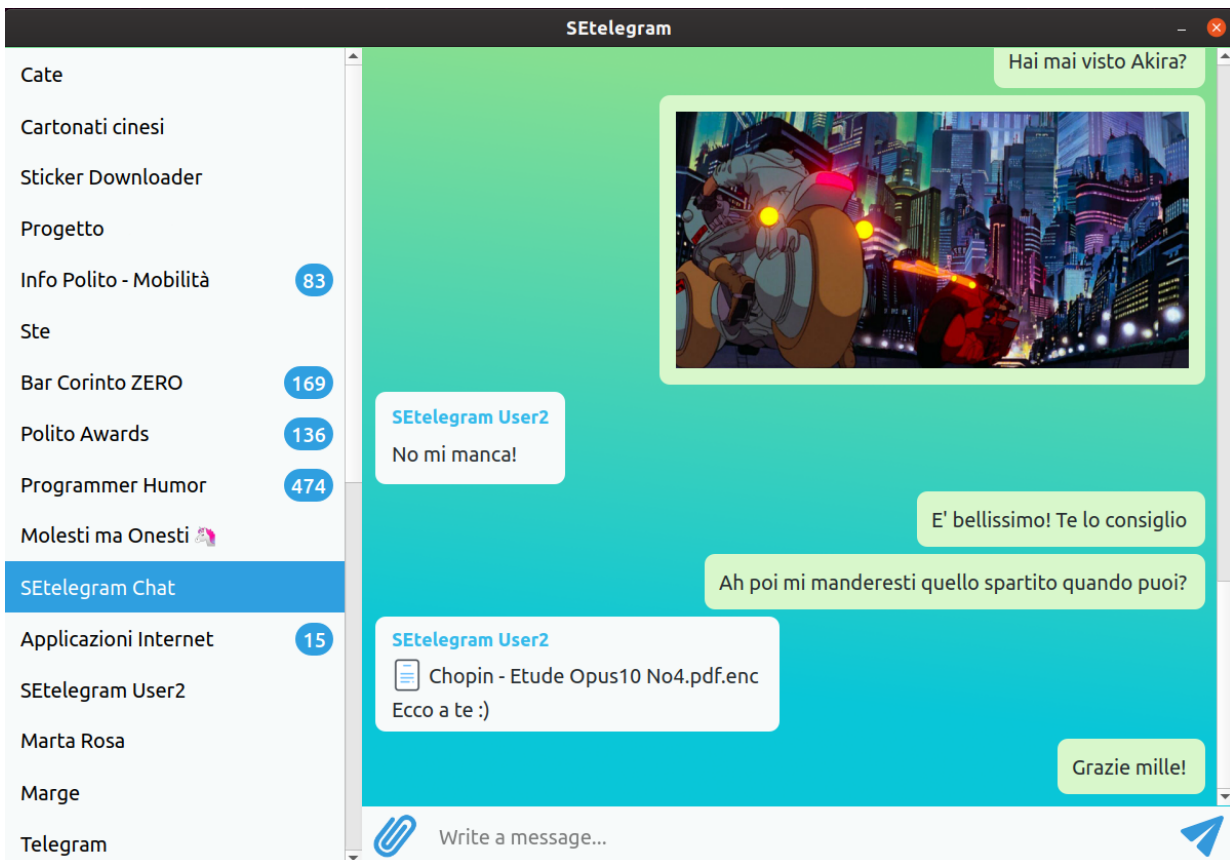 SEtelegram
Cate
Cartonati cinesi
Sticker Downloader
Progetto
Info Polito - Mobilità 83
Ste
Bar Corinto ZERO 169
Polito Awards 136
Programmer Humor 474
Molesti ma Onesti 🦄
SEtelegram Chat
Applicazioni Internet 15
SEtelegram User2
Marta Rosa
Marge
Telegram
Hai mai visto Akira?
SEtelegram User2
No mi manca!
E' bellissimo! Te lo consiglio
Ah poi mi manderesti quello spartito quando puoi?
SEtelegram User2
Chopin - Etude Opus10 No4.pdf.enc
Ecco a te :)
Grazie mille!
Write a message...